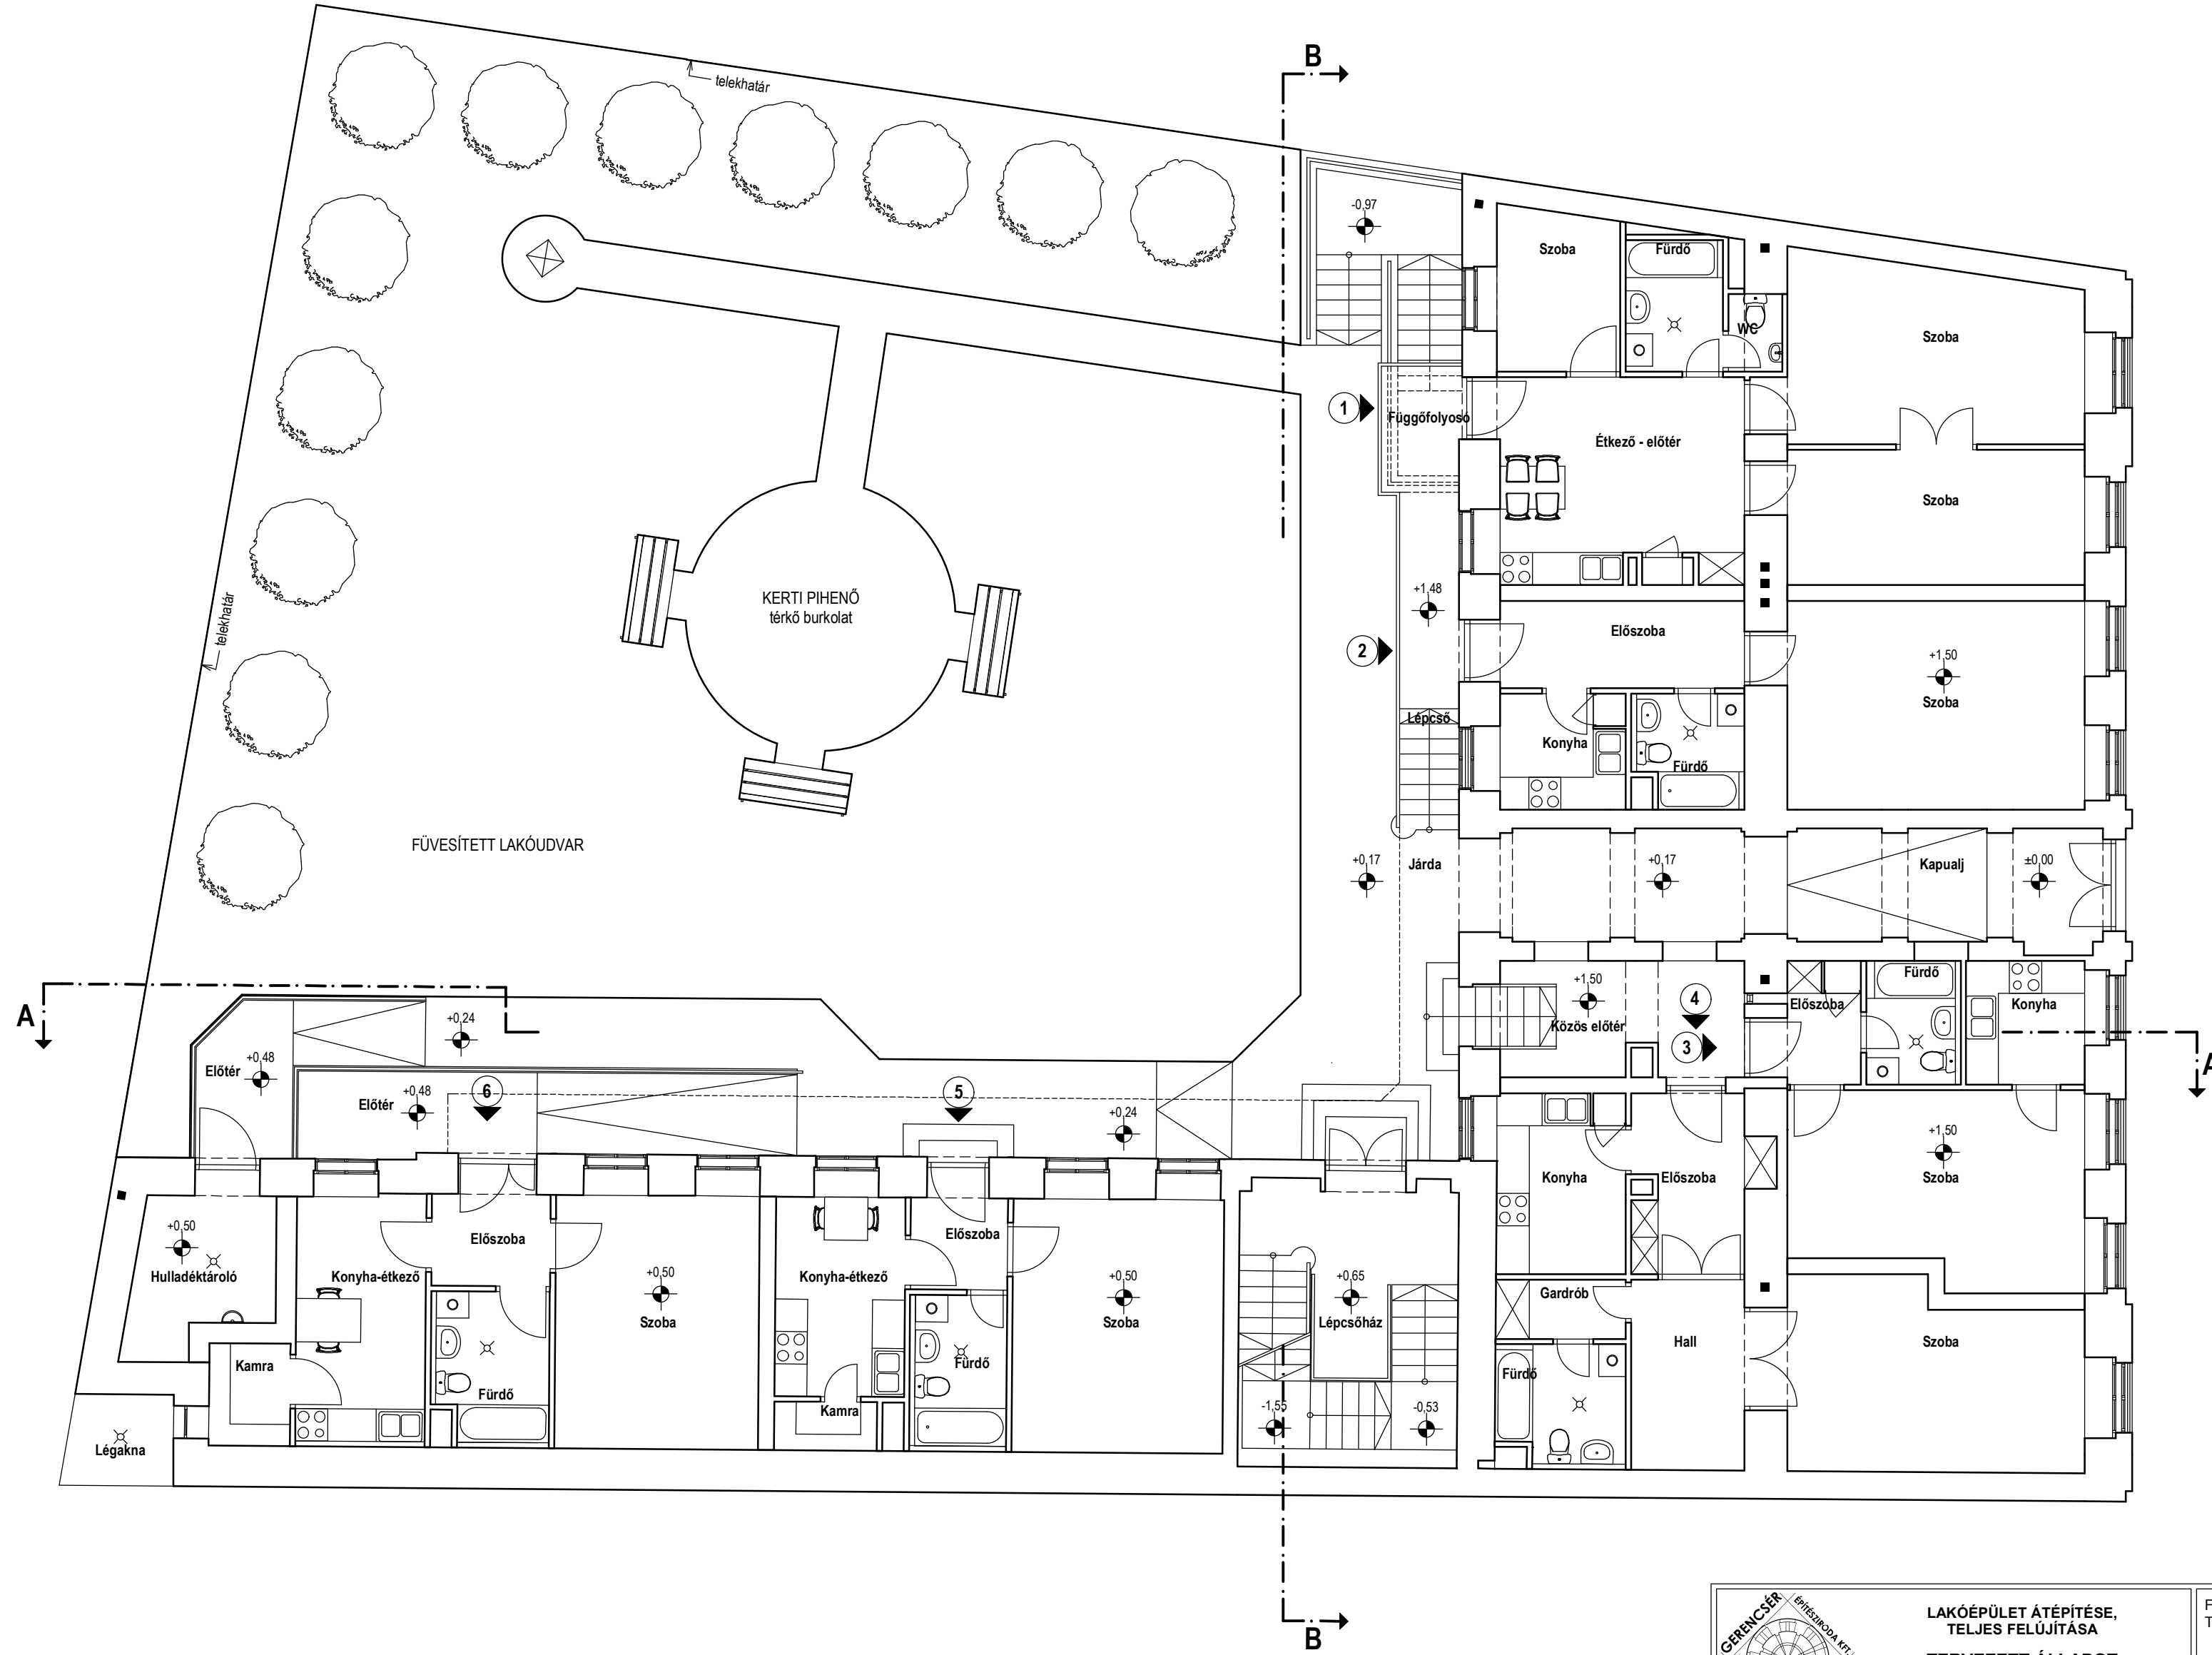 B
telekhatár
-0,97
Szoba
Fürdő
WC
Szoba
1
Függőfolyosó
Étkező - előtér
Szoba
telekhatár
KERTI PIHENŐ
térkő burkolat
+1,48
2
Előszoba
+1,50
Szoba
Lépcső
Konyha
Fürdő
FÜVESÍTETT LAKÓUDVAR
+0,17
Járda
+0,17
Kapualj
±0,00
A
+0,24
+0,48
Előtér
+0,48
Előtér
6
5
+0,24
+1,50
Közös előtér
4
3
Előszoba
Fürdő
Konyha
A
Konyha
Előszoba
+1,50
Szoba
+0,50
Hulladéktároló
Konyha-étkező
Előszoba
+0,50
Szoba
Konyha-étkező
Előszoba
+0,50
Szoba
+0,65
Lépcsőház
Gardrób
Hall
Szoba
Kamra
Fürdő
Fürdő
Kamra
Fürdő
-1,55
-0,53
Légakna
B
GERENCSÉR
ÉPÍTÉSZIRODA KFT.
LAKÓÉPÜLET ÁTÉPÍTÉSE,
TELJES FELÚJÍTÁSA